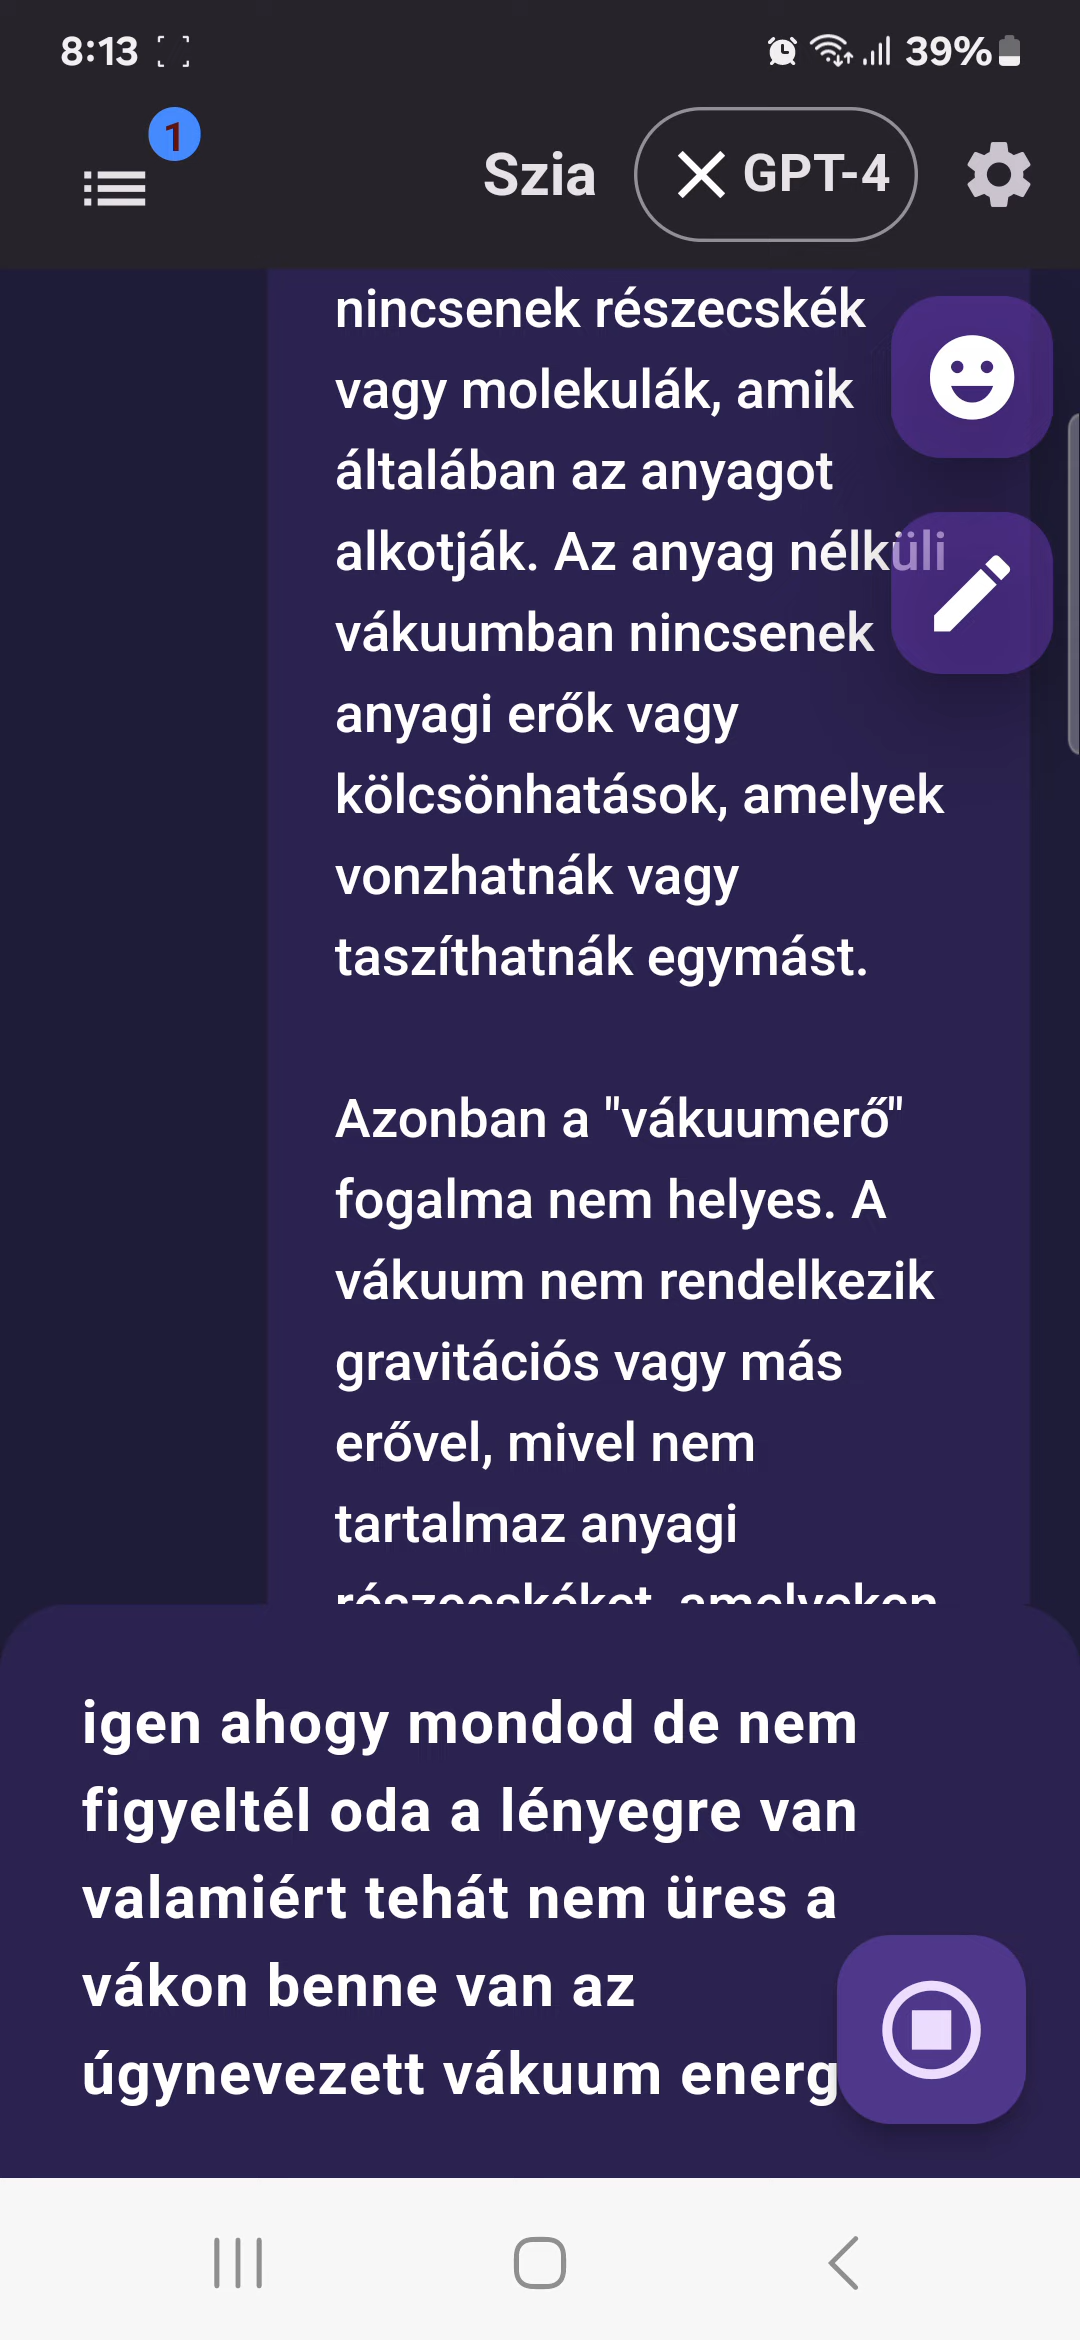 8:13 39%
1
Szia GPT-4
nincsenek részecskék
vagy molekulák, amik
általában az anyagot
alkotják. Az anyag nélküli
vákuumban nincsenek
anyagi erők vagy
kölcsönhatások, amelyek
vonzhatnák vagy
taszíthatnák egymást.
Azonban a "vákuumerő"
fogalma nem helyes. A
vákuum nem rendelkezik
gravitációs vagy más
erővel, mivel nem
tartalmaz anyagi
részecskéket, amelyeken
igen ahogy mondod de nem
figyeltél oda a lényegre van
valamiért tehát nem üres a
vákon benne van az
úgynevezett vákuum energ